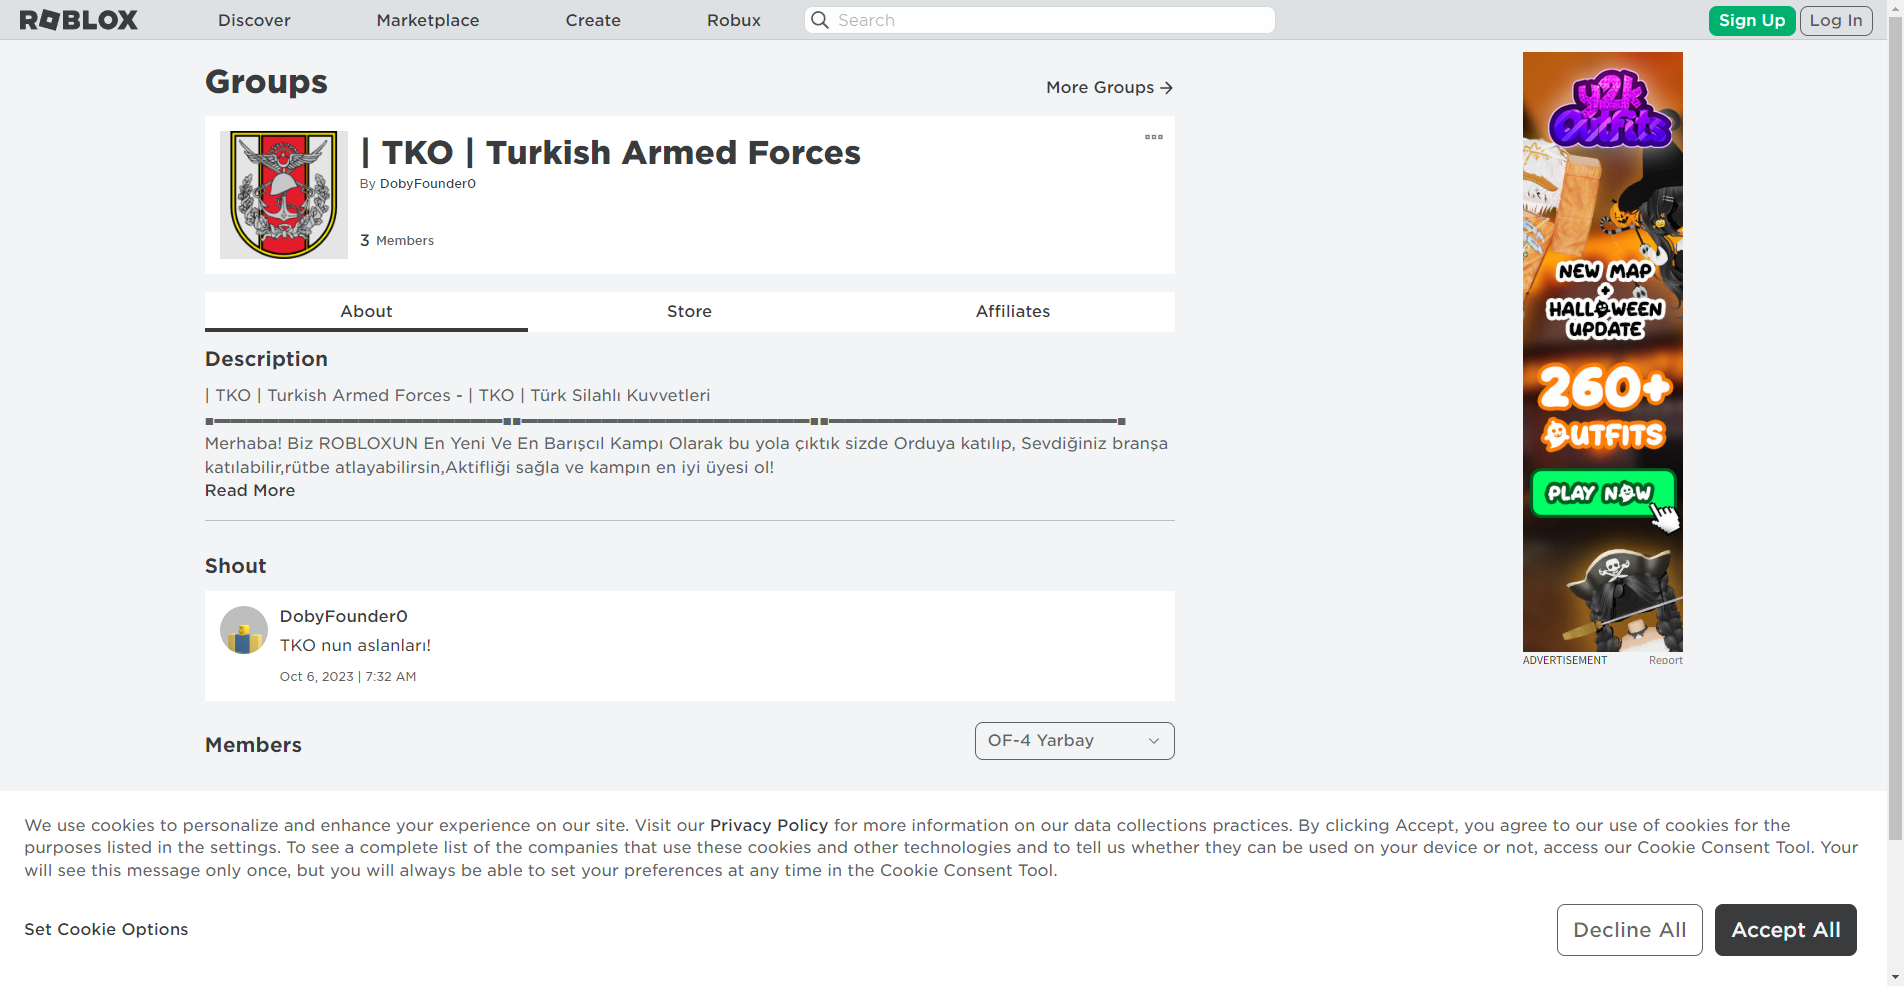 ROBLOX Discover Marketplace Create Robux Search Sign Up Log In
Groups
More Groups →
| TKO | Turkish Armed Forces
By DobyFounder0
3 Members
About Store Affiliates
Description
| TKO | Turkish Armed Forces - | TKO | Türk Silahlı Kuvvetleri
Merhaba! Biz ROBLOXUN En Yeni Ve En Barışcıl Kampı Olarak bu yola çıktık sizde Orduya katılıp, Sevdiğiniz branşa
katılabilir,rütbe atlayabilirsin,Aktifliği sağla ve kampın en iyi üyesi ol!
Read More
Shout
DobyFounder0
TKO nun aslanları!
Oct 6, 2023 | 7:32 AM
Members
OF-4 Yarbay
y2k
Outfits
NEW MAP
+
HALLOWEEN
UPDATE
260+
OUTFITS
PLAY NOW
ADVERTISEMENT Report
We use cookies to personalize and enhance your experience on our site. Visit our Privacy Policy for more information on our data collections practices. By clicking Accept, you agree to our use of cookies for the
purposes listed in the settings. To see a complete list of the companies that use these cookies and other technologies and to tell us whether they can be used on your device or not, access our Cookie Consent Tool. Your
will see this message only once, but you will always be able to set your preferences at any time in the Cookie Consent Tool.
Set Cookie Options
Decline All
Accept All